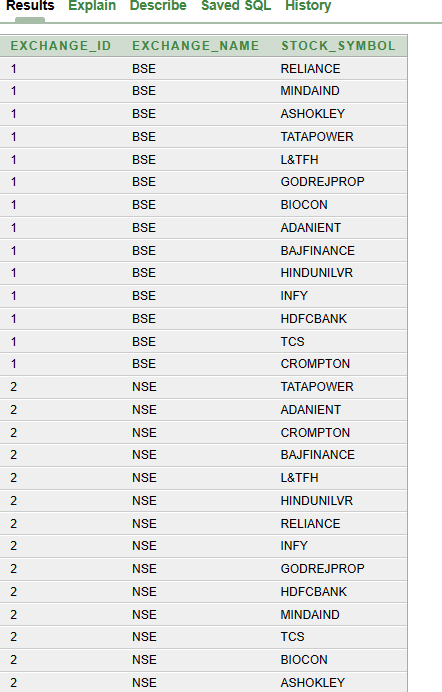 Results Explain Describe Saved SQL History
EXCHANGE_ID EXCHANGE_NAME STOCK_SYMBOL
1 BSE RELIANCE
1 BSE MINDAIND
1 BSE ASHOKLEY
1 BSE TATAPOWER
1 BSE L&TFH
1 BSE GODREJPROP
1 BSE BIOCON
1 BSE ADANIENT
1 BSE BAJFINANCE
1 BSE HINDUNILVR
1 BSE INFY
1 BSE HDFCBANK
1 BSE TCS
1 BSE CROMPTON
2 NSE TATAPOWER
2 NSE ADANIENT
2 NSE CROMPTON
2 NSE BAJFINANCE
2 NSE L&TFH
2 NSE HINDUNILVR
2 NSE RELIANCE
2 NSE INFY
2 NSE GODREJPROP
2 NSE HDFCBANK
2 NSE MINDAIND
2 NSE TCS
2 NSE BIOCON
2 NSE ASHOKLEY